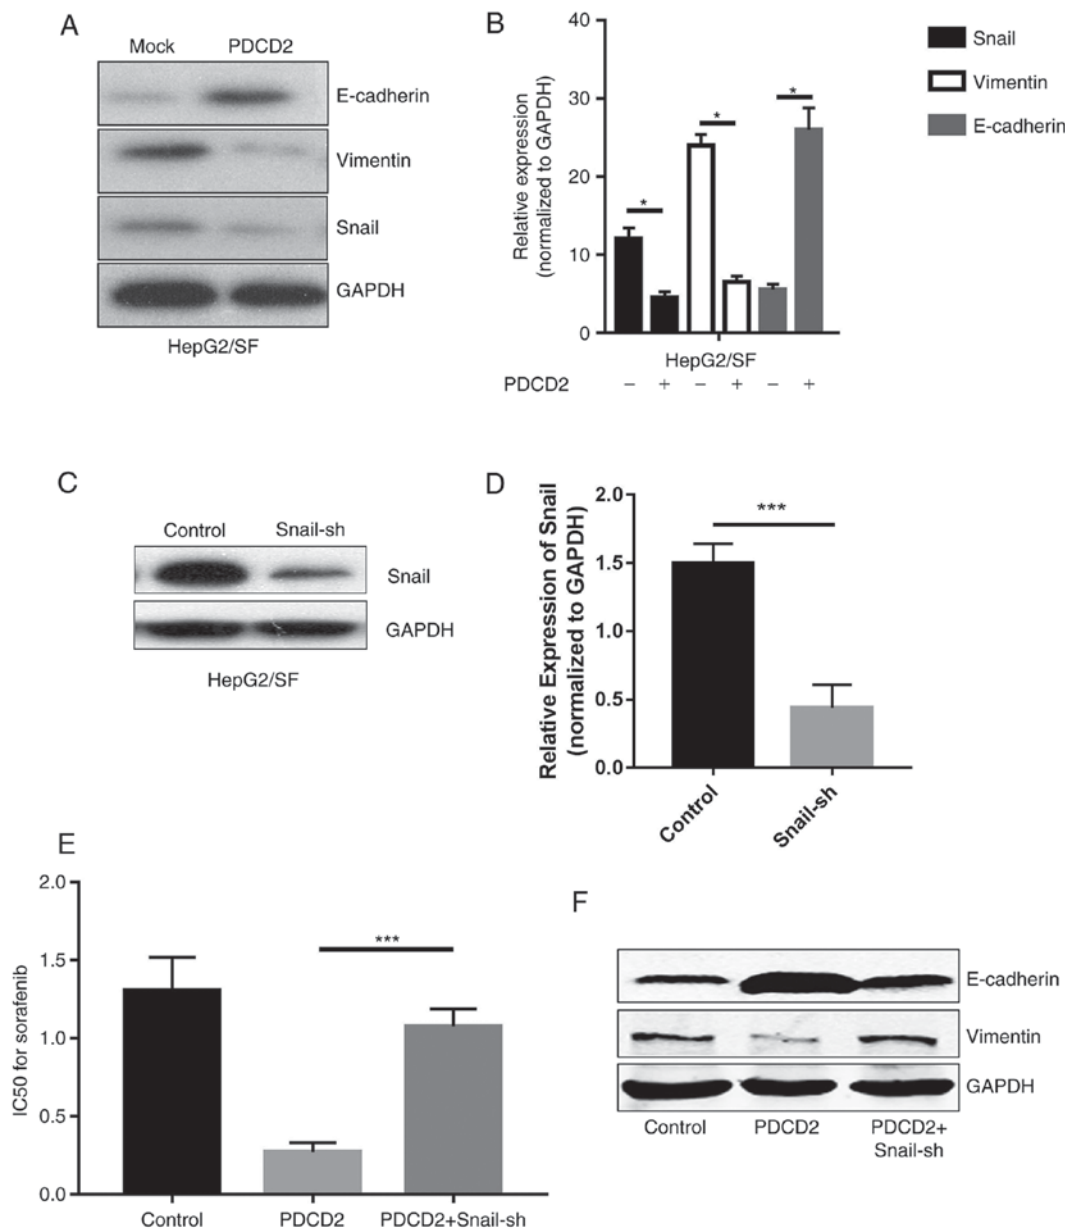 A
Mock PDCD2
E-cadherin
Vimentin
Snail
GAPDH
HepG2/SF
B
Relative expression
(normalized to GAPDH)
40
30
20
10
0
* * *
HepG2/SF
PDCD2 – + – + – +
Snail
Vimentin
E-cadherin
C
Control Snail-sh
Snail
GAPDH
HepG2/SF
D
Relative Expression of Snail
(normalized to GAPDH)
2.0
1.5
1.0
0.5
0.0
***
Control Snail-sh
E
IC50 for sorafenib
2.0
1.5
1.0
0.5
0.0
***
Control PDCD2 PDCD2+Snail-sh
F
E-cadherin
Vimentin
GAPDH
Control PDCD2 PDCD2+
Snail-sh